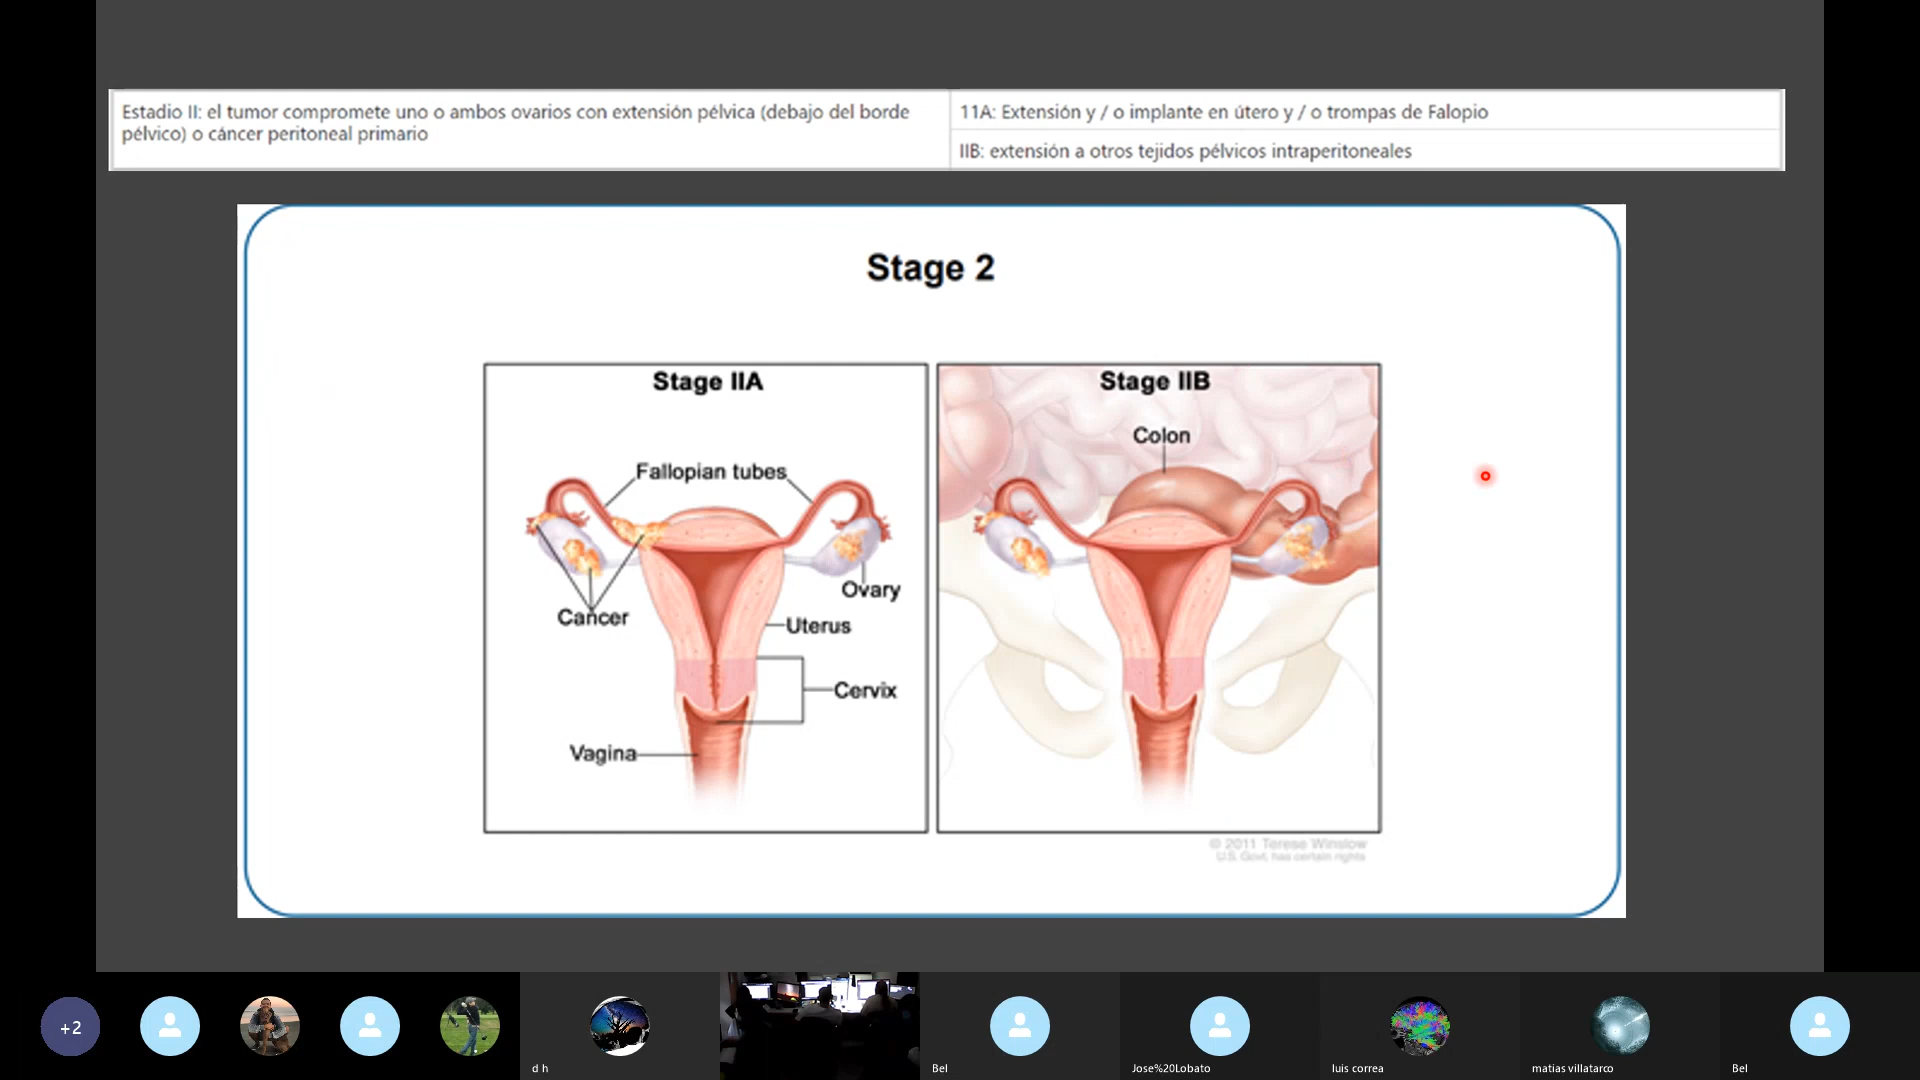 Estadio II: el tumor compromete uno o ambos ovarios con extensión pélvica (debajo del borde
pélvico) o cáncer peritoneal primario
11A: Extensión y / o implante en útero y / o trompas de Falopio
IIB: extensión a otros tejidos pélvicos intraperitoneales
Stage 2
Stage IIA
Fallopian tubes
Ovary
Cancer
Uterus
Cervix
Vagina
Stage IIB
Colon
© 2011 Terese Winslow
U.S. Govt. has certain rights
+2
d h
Bel
Jose%20Lobato
luis correa
matias villatarco
Bel